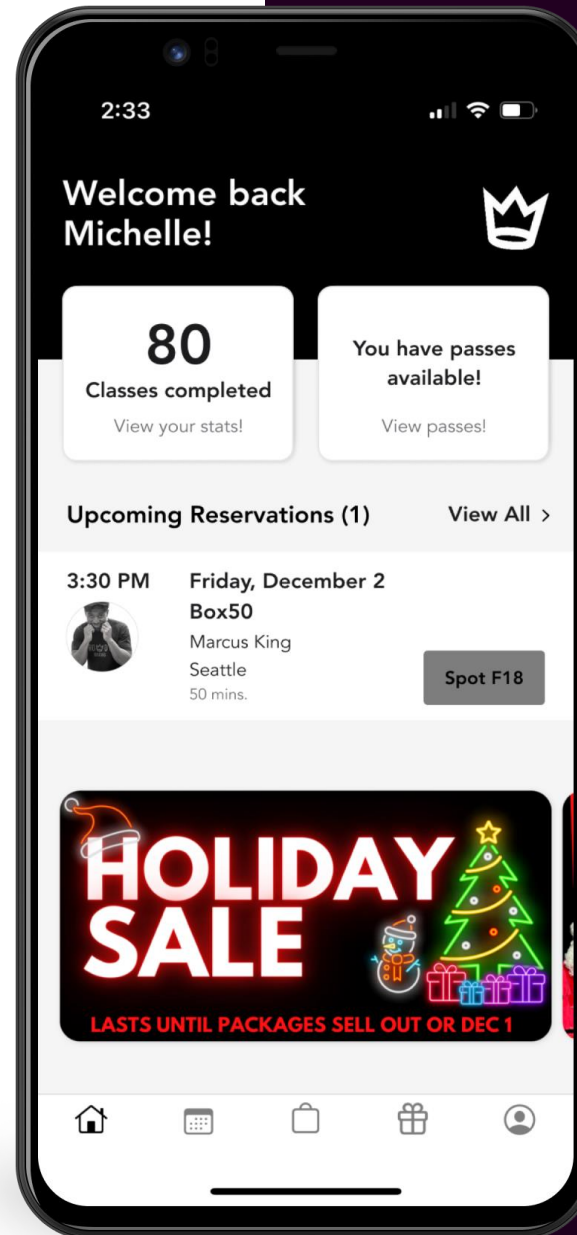 2:33
Welcome back
Michelle!
80
Classes completed
View your stats!
You have passes
available!
View passes!
Upcoming Reservations (1)
View All >
3:30 PM
Friday, December 2
Box50
Marcus King
Seattle
50 mins.
Spot F18
HOLIDAY
SALE
LASTS UNTIL PACKAGES SELL OUT OR DEC 1